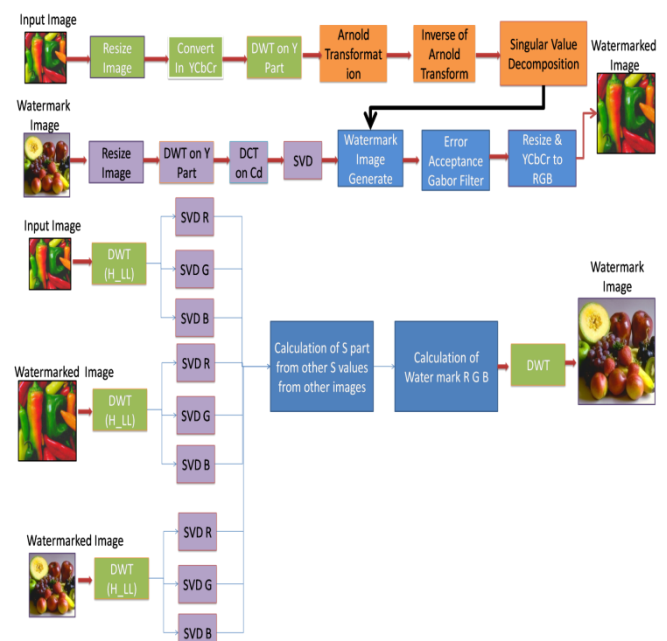 Input Image
Resize
Image
Convert
In YCbCr
DWT on Y
Part
Arnold
Transformat
ion
Inverse of
Arnold
Transform
Singular Value
Decomposition
Watermarked
Image
Watermark
Image
Resize
Image
DWT on Y
Part
DCT
on Cd
SVD
Watermark
Image
Generate
Error
Acceptance
Gabor Filter
Resize &
YCbCr to
RGB
Input Image
DWT
(H_LL)
SVD R
SVD G
SVD B
Watermarked Image
DWT
(H_LL)
SVD R
SVD G
SVD B
Calculation of S part
from other S values
from other images
Calculation of
Water mark R G B
DWT
Watermark
Image
Watermarked Image
DWT
(H_LL)
SVD R
SVD G
SVD B